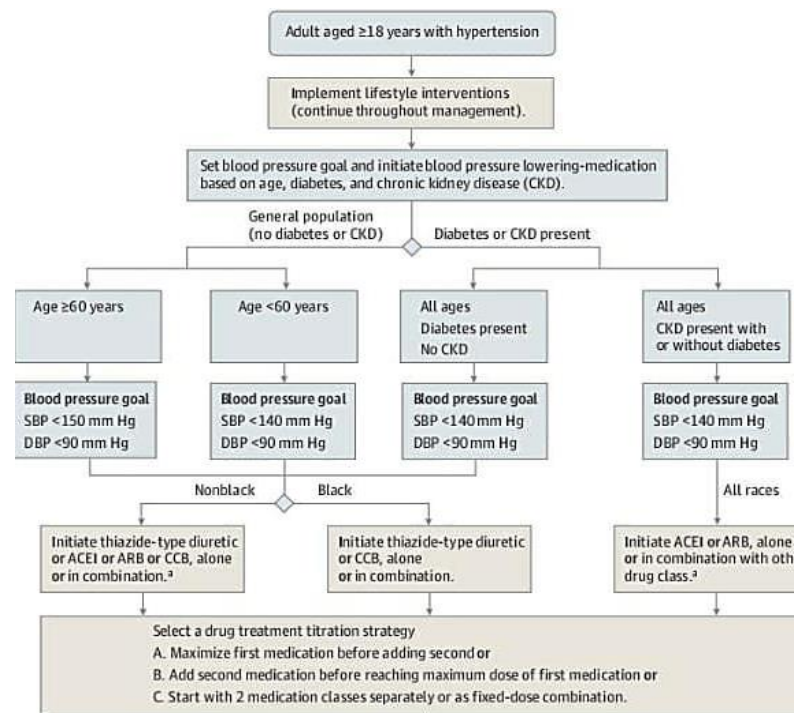 Adult aged ≥18 years with hypertension
Implement lifestyle interventions
(continue throughout management).
Set blood pressure goal and initiate blood pressure lowering-medication
based on age, diabetes, and chronic kidney disease (CKD).
General population
(no diabetes or CKD)
Diabetes or CKD present
Age ≥60 years
Age <60 years
All ages
Diabetes present
No CKD
All ages
CKD present with
or without diabetes
Blood pressure goal
SBP <150 mm Hg
DBP <90 mm Hg
Blood pressure goal
SBP <140 mm Hg
DBP <90 mm Hg
Blood pressure goal
SBP <140 mm Hg
DBP <90 mm Hg
Blood pressure goal
SBP <140 mm Hg
DBP <90 mm Hg
Nonblack
Black
All races
Initiate thiazide-type diuretic
or ACEI or ARB or CCB, alone
or in combination.ª
Initiate thiazide-type diuretic
or CCB, alone
or in combination.
Initiate ACEI or ARB, alone
or in combination with oth
drug class.ª
Select a drug treatment titration strategy
A. Maximize first medication before adding second or
B. Add second medication before reaching maximum dose of first medication or
C. Start with 2 medication classes separately or as fixed-dose combination.